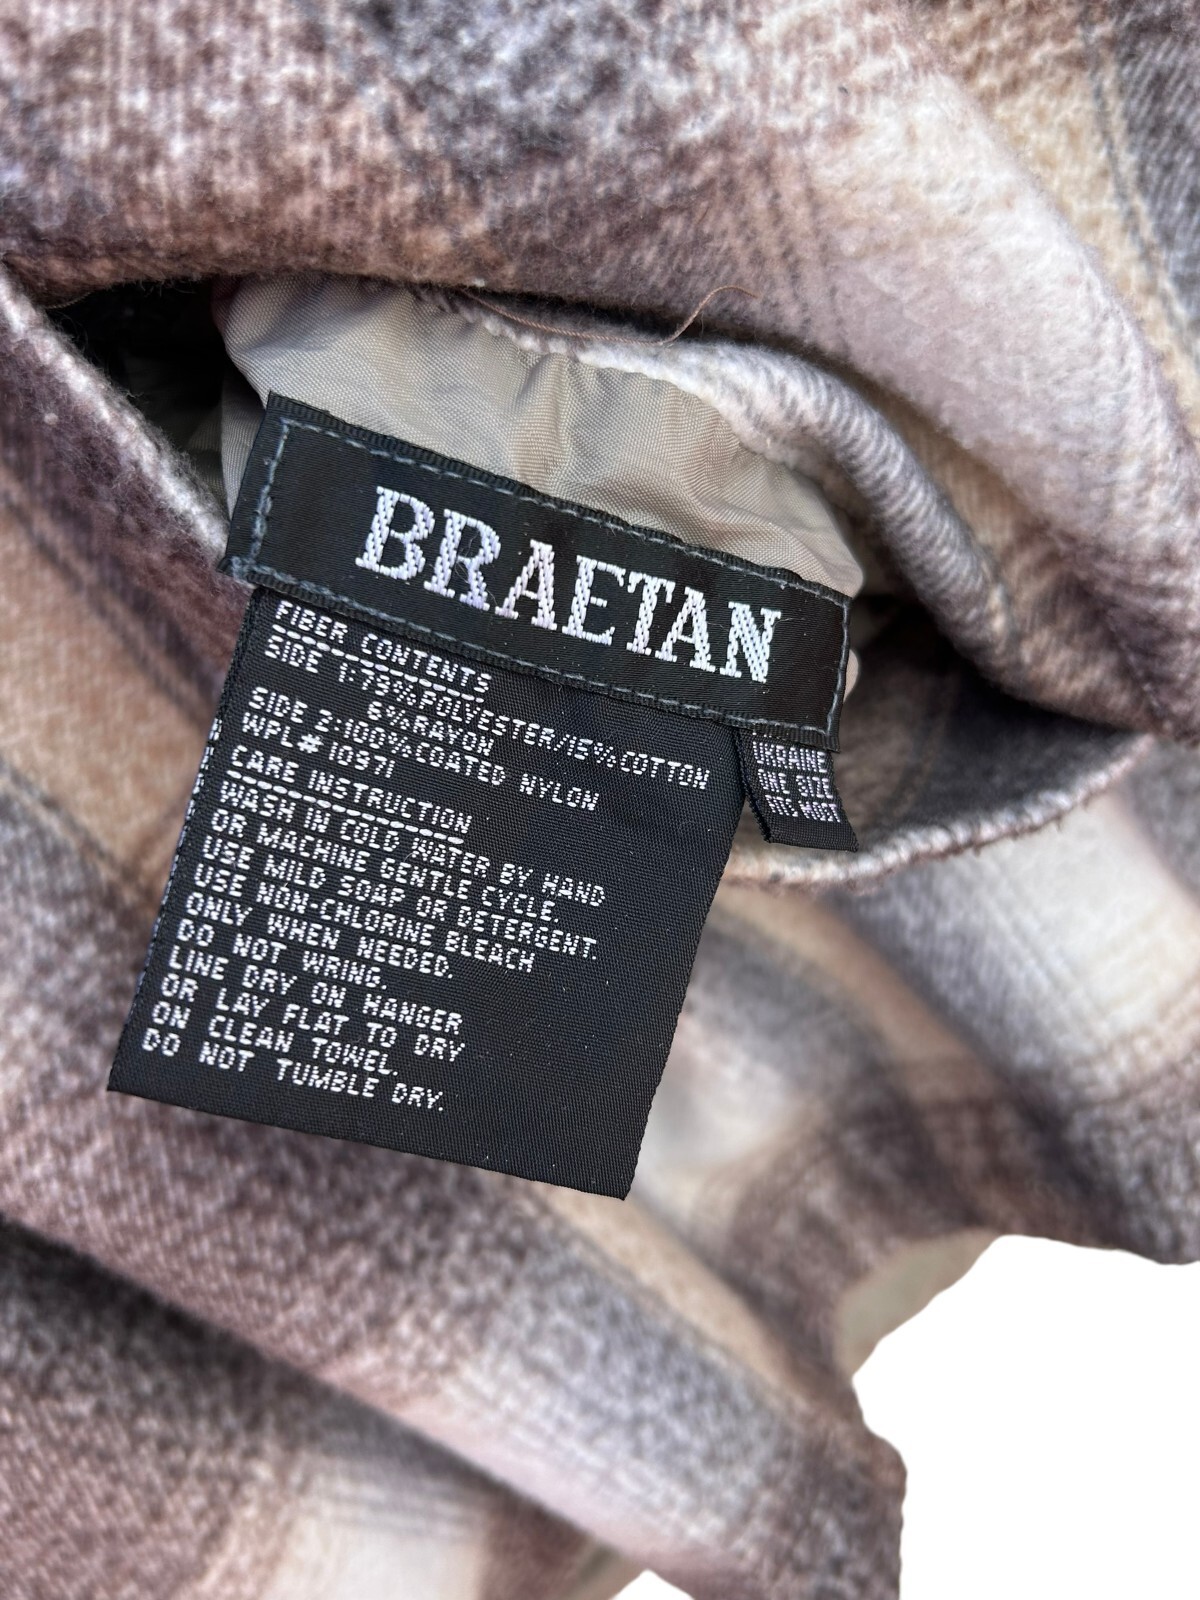 BRAETAN
FIBER CONTENTS
SIDE 1:79%POLYESTER/15%COTTON
6%RAYON
SIDE 2:100%COATED NYLON
WPL# 10971
CARE INSTRUCTION
WASH IN COLD WATER BY HAND
OR MACHINE GENTLE CYCLE.
USE MILD SOAP OR DETERGENT.
USE NON-CHLORINE BLEACH
ONLY WHEN NEEDED.
DO NOT WRING.
LINE DRY ON HANGER
OR LAY FLAT TO DRY
ON CLEAN TOWEL.
DO NOT TUMBLE DRY.
UKRAINE
ONE SIZE
FITS MOST